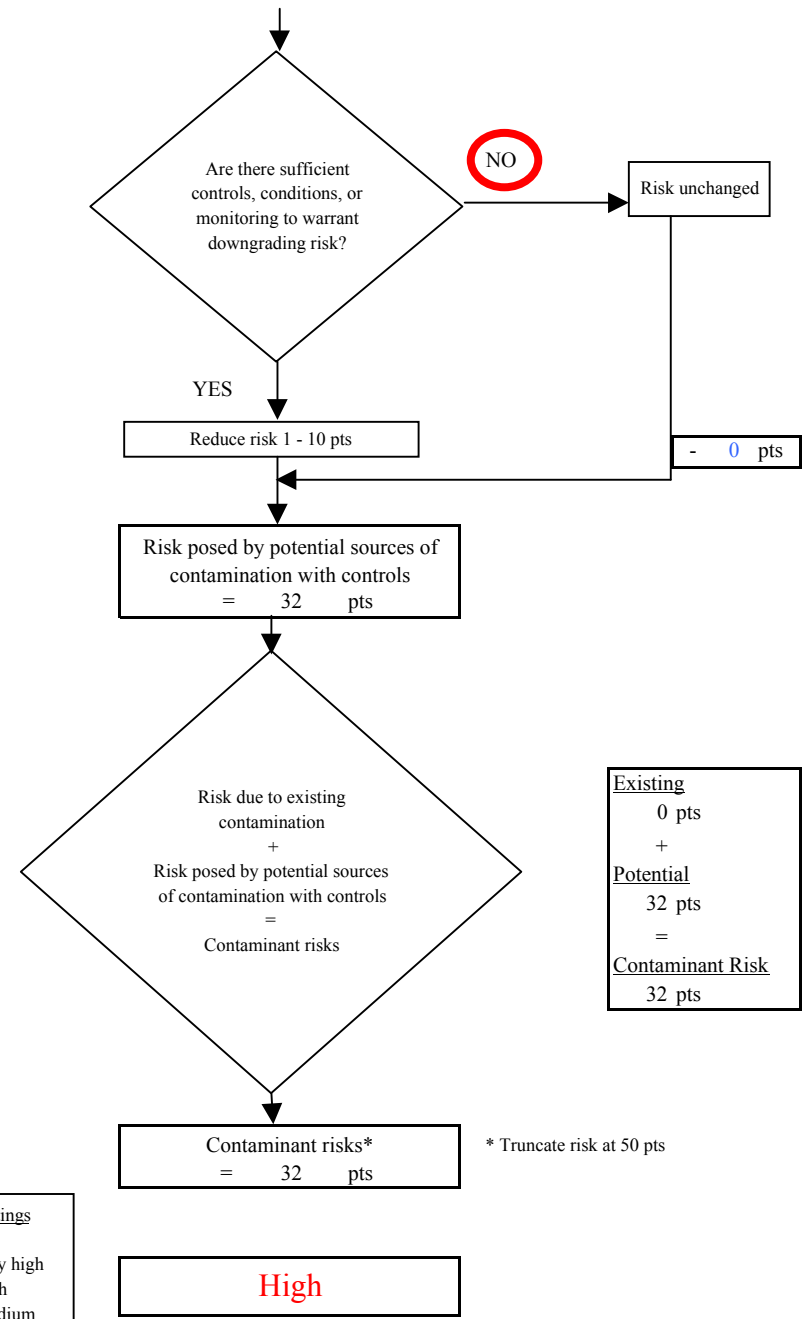 Are there sufficient
controls, conditions, or
monitoring to warrant
downgrading risk?
NO
Risk unchanged
YES
Reduce risk 1 - 10 pts
- 0 pts
Risk posed by potential sources of
contamination with controls
= 32 pts
Risk due to existing
contamination
+
Risk posed by potential sources
of contamination with controls
=
Contaminant risks
Existing
0 pts
+
Potential
32 pts
=
Contaminant Risk
32 pts
Contaminant risks*
= 32 pts
* Truncate risk at 50 pts
high
High